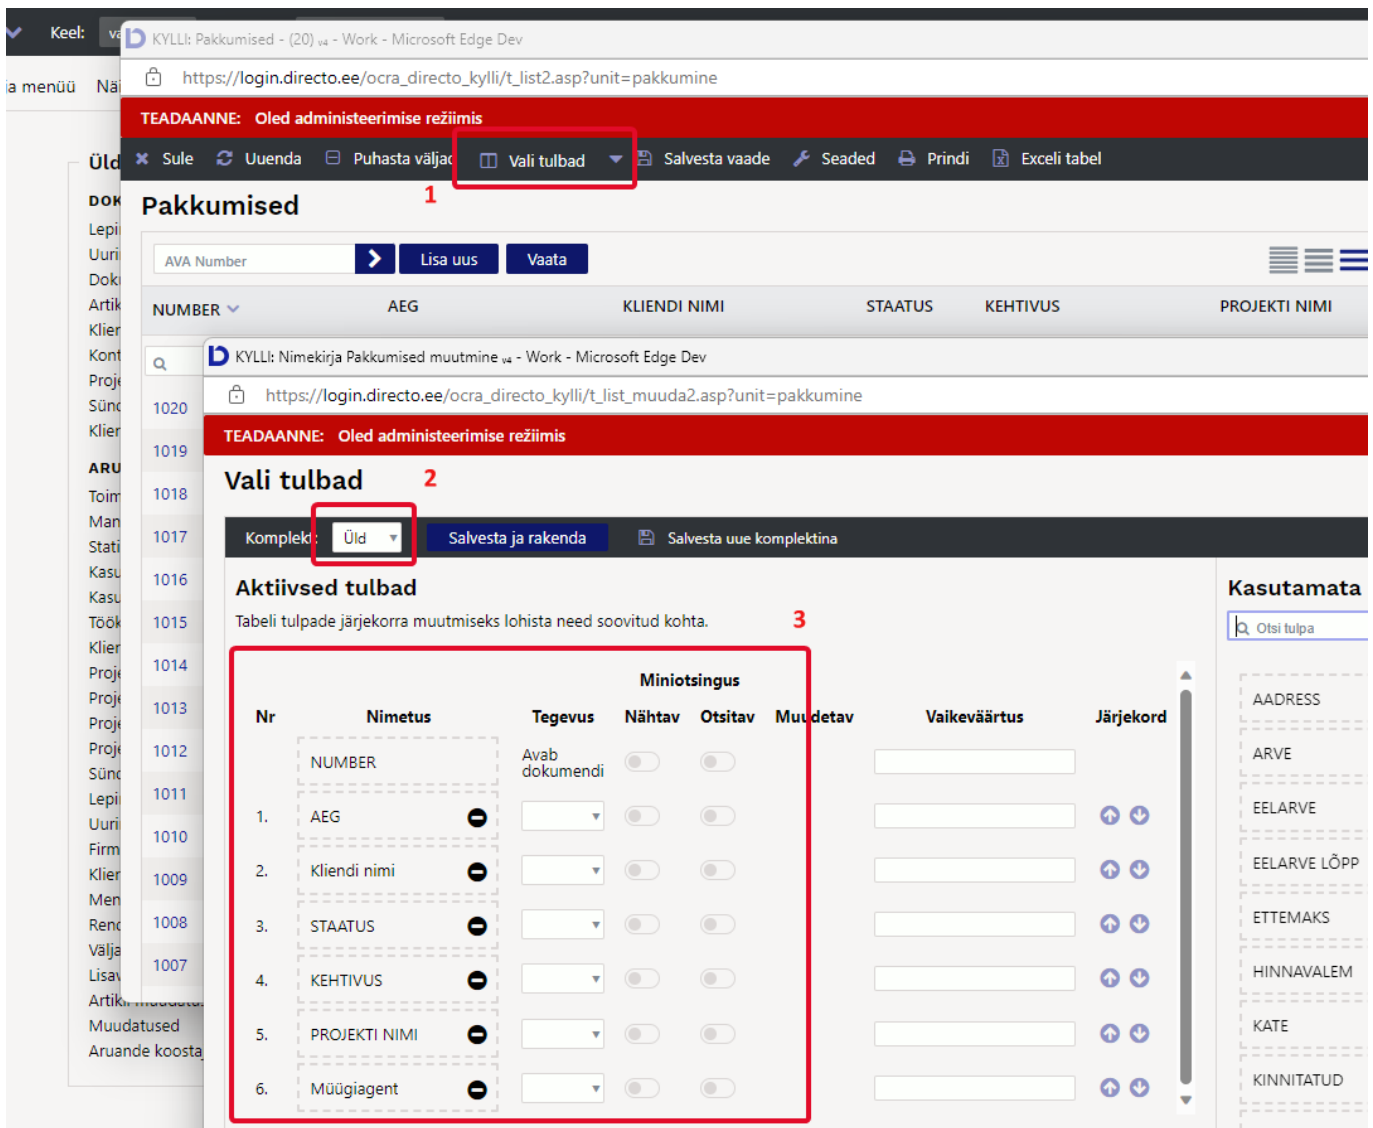 Keel:
KYLLI: Pakkumised - (20) v4 - Work - Microsoft Edge Dev
https://login.directo.ee/ocra_directo_kylli/t_list2.asp?unit=pakkumine
ja menüü
TEADAANNE: Oled administeerimise režiimis
Sule Uuenda Puhasta väljad Vali tulbad Salvesta vaade Seaded Prindi Exceli tabel
1
Pakkumised
AVA Number Lisa uus Vaata
NUMBER AEG KLIENDI NIMI STAATUS KEHTIVUS PROJEKTI NIMI
KYLLI: Nimekirja Pakkumised muutmine v4 - Work - Microsoft Edge Dev
https://login.directo.ee/ocra_directo_kylli/t_list_muuda2.asp?unit=pakkumine
TEADAANNE: Oled administeerimise režiimis
1020
1019
1018
1017
1016
1015
1014
1013
1012
1011
1010
1009
1008
1007
Muudatused
Vali tulbad
2
Komplekt: Üld Salvesta ja rakenda Salvesta uue komplektina
Aktiivsed tulbad
Tabeli tulpade järjekorra muutmiseks lohista need soovitud kohta.
3
Miniotsingus
Nr Nimetus Tegevus Nähtav Otsitav Muudetav Vaikeväärtus Järjekord
NUMBER Avab dokumendi
1. AEG
2. Kliendi nimi
3. STAATUS
4. KEHTIVUS
5. PROJEKTI NIMI
6. Müügiagent
Kasutamata
Otsi tulpa
AADRESS
ARVE
EELARVE
EELARVE LÕPP
ETTEMAKS
HINNAVALEM
KATE
KINNITATUD